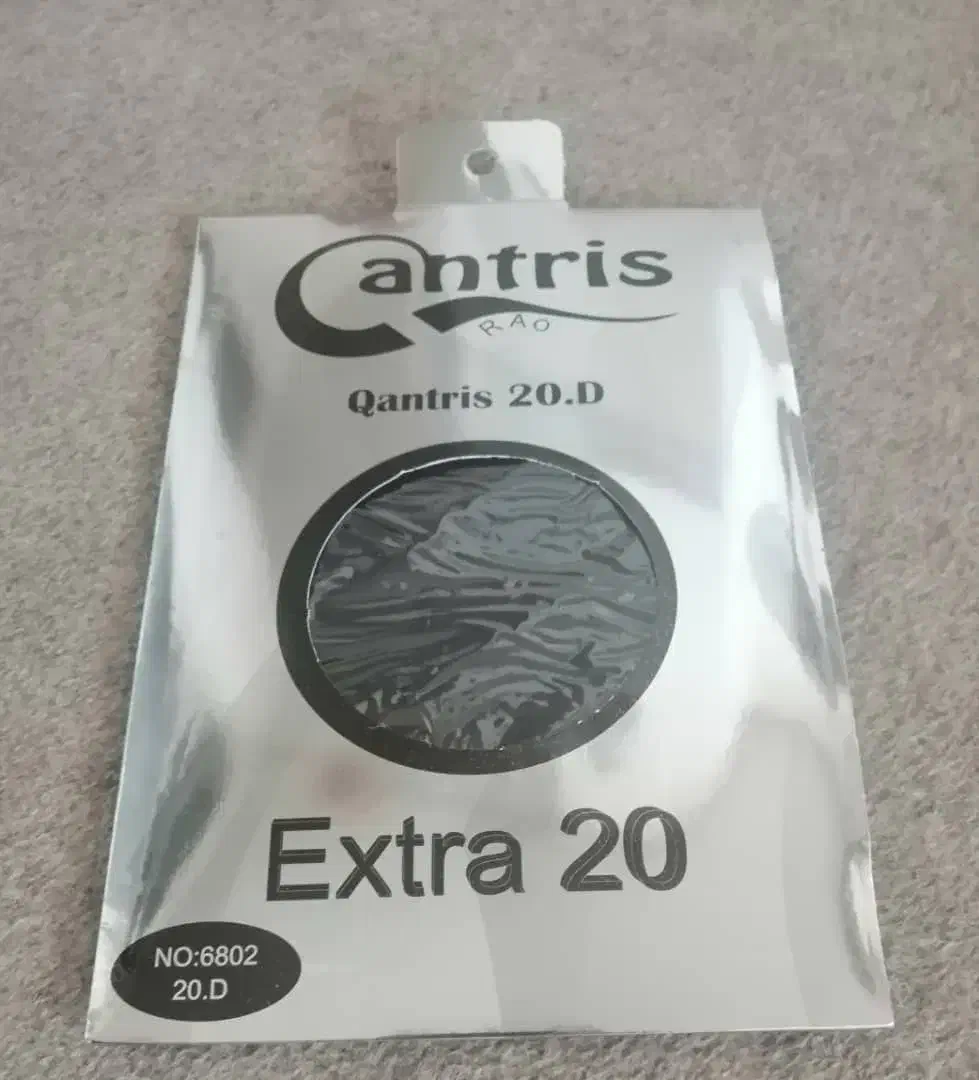 Qantris
RAO
Qantris 20.D
Extra 20
NO:6802
20.D